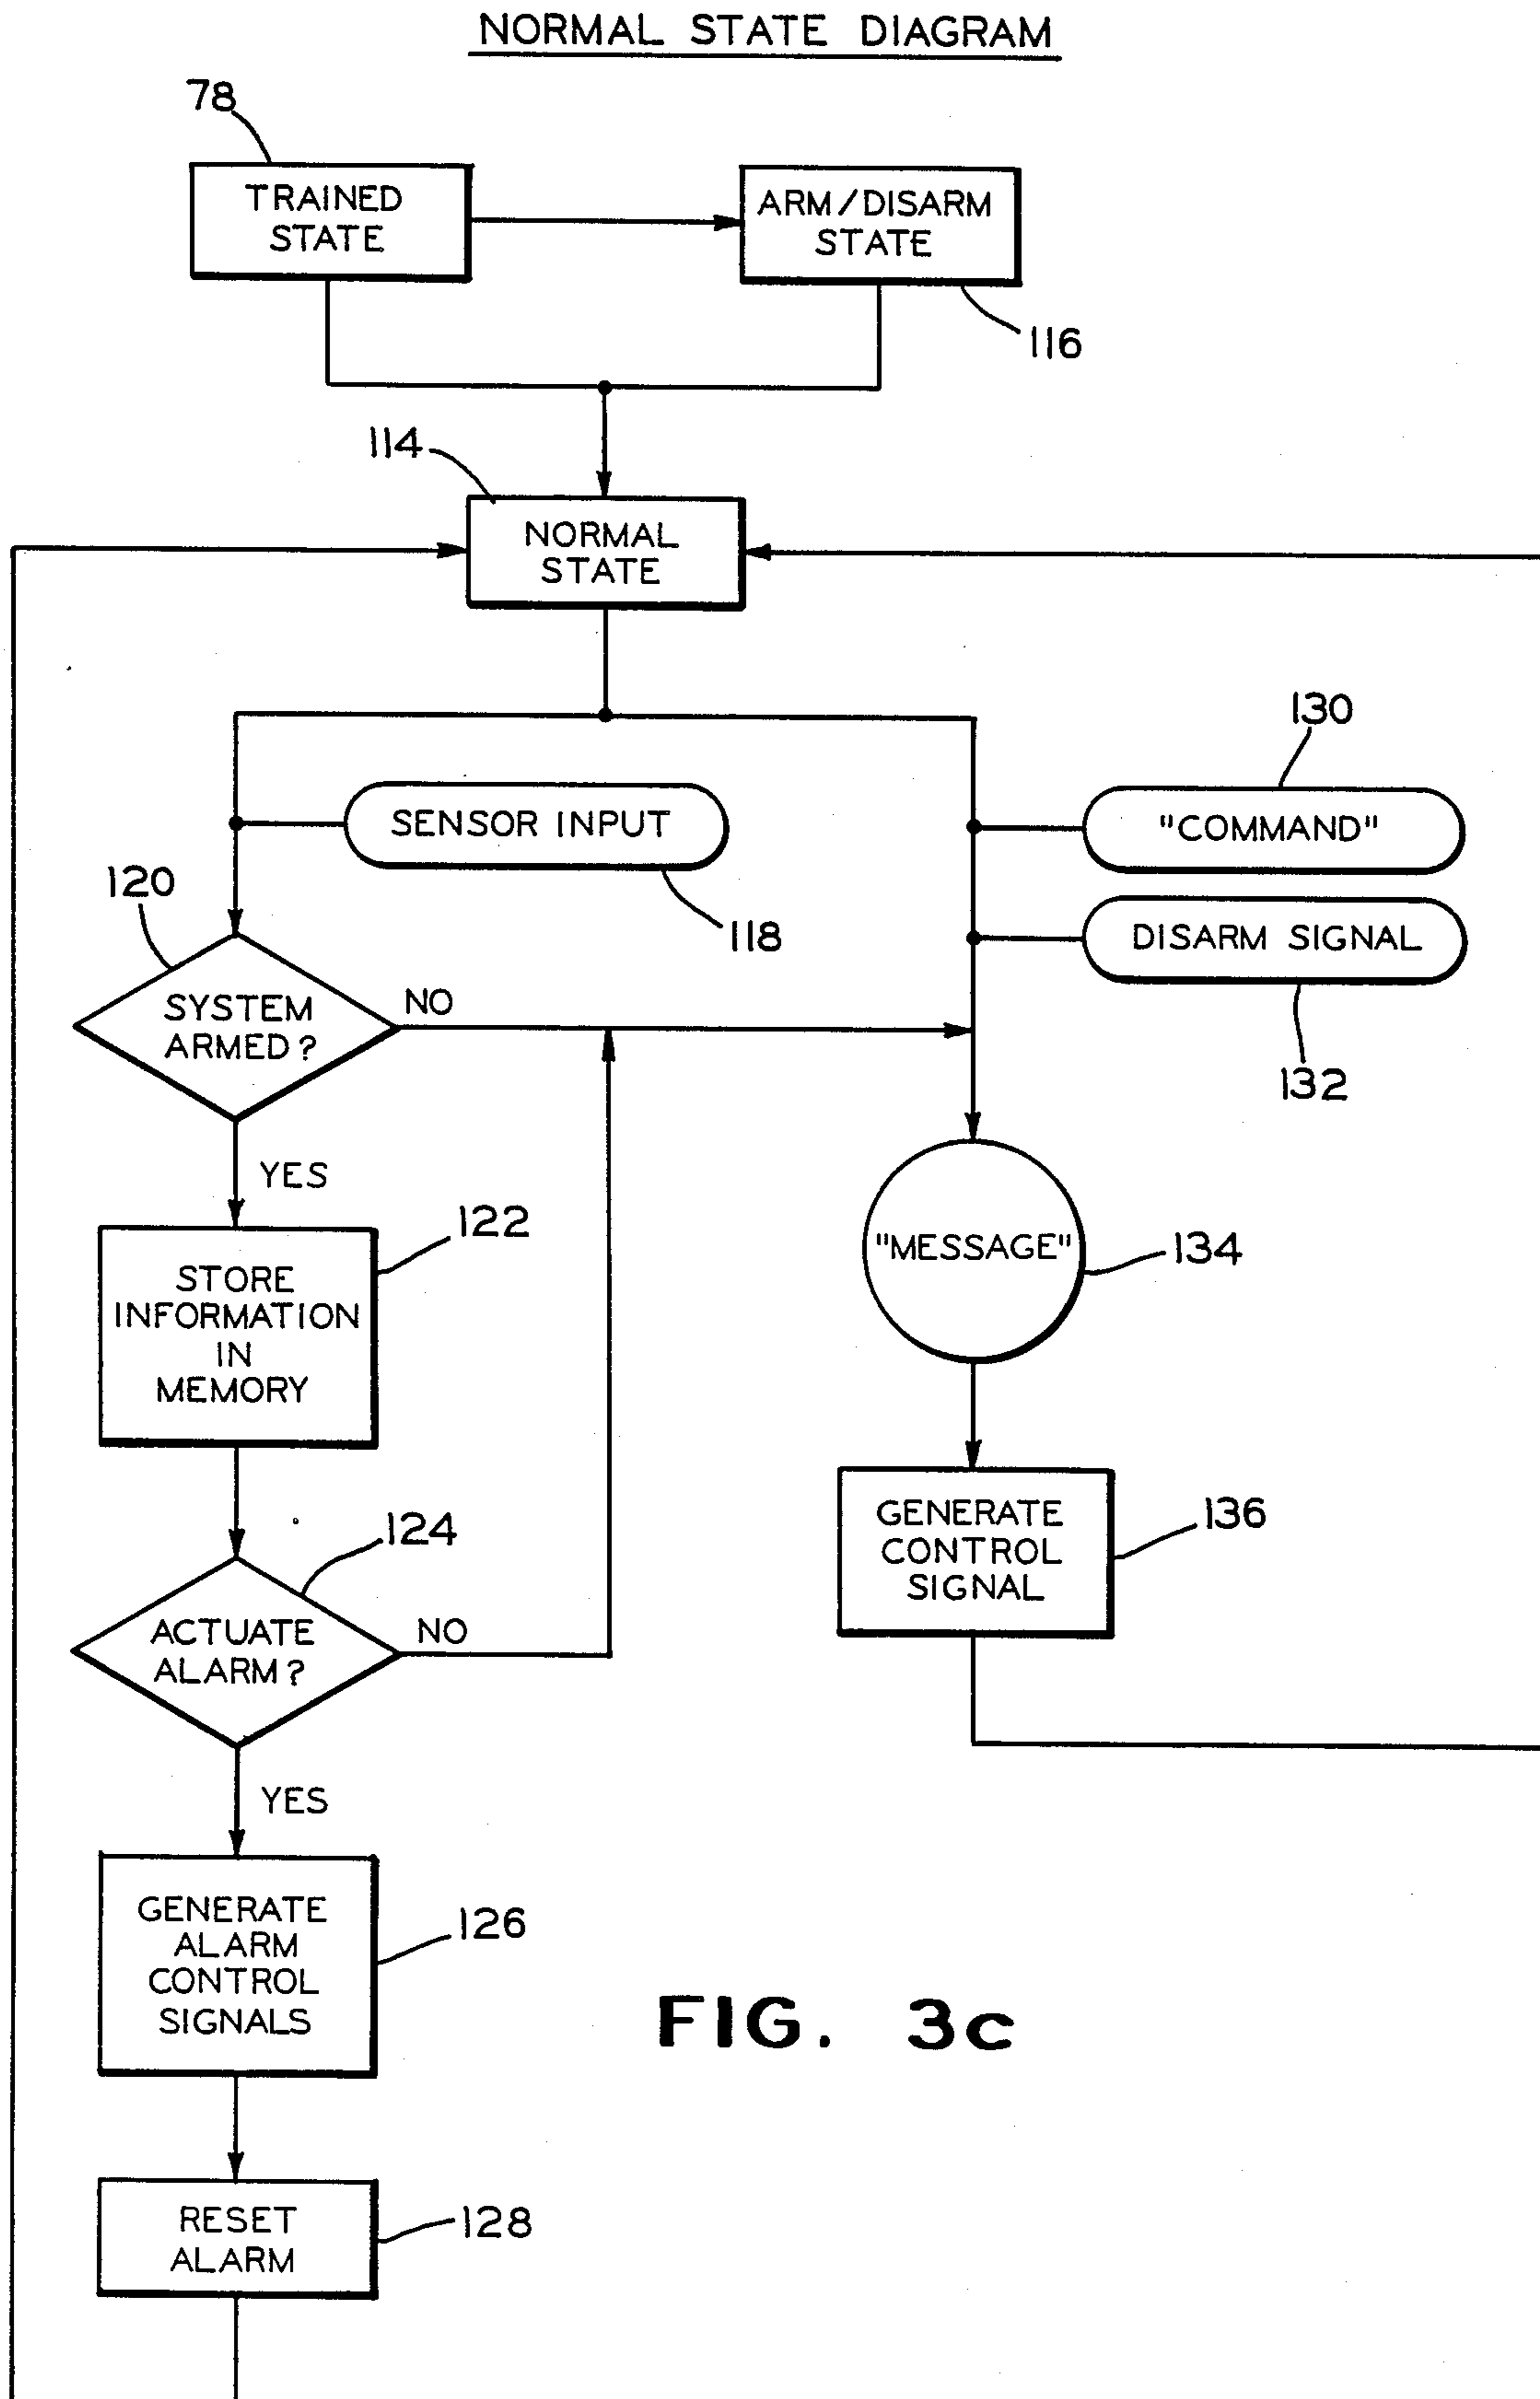 NORMAL STATE DIAGRAM
78
TRAINED
STATE
ARM/DISARM
STATE
116
114
NORMAL
STATE
130
SENSOR INPUT
"COMMAND"
120
118
DISARM SIGNAL
SYSTEM
ARMED?
NO
132
YES
122
"MESSAGE"
134
STORE
INFORMATION
IN
MEMORY
124
GENERATE
CONTROL
SIGNAL
136
ACTUATE
ALARM?
NO
YES
GENERATE
ALARM
CONTROL
SIGNALS
126
FIG. 3c
RESET
ALARM
128